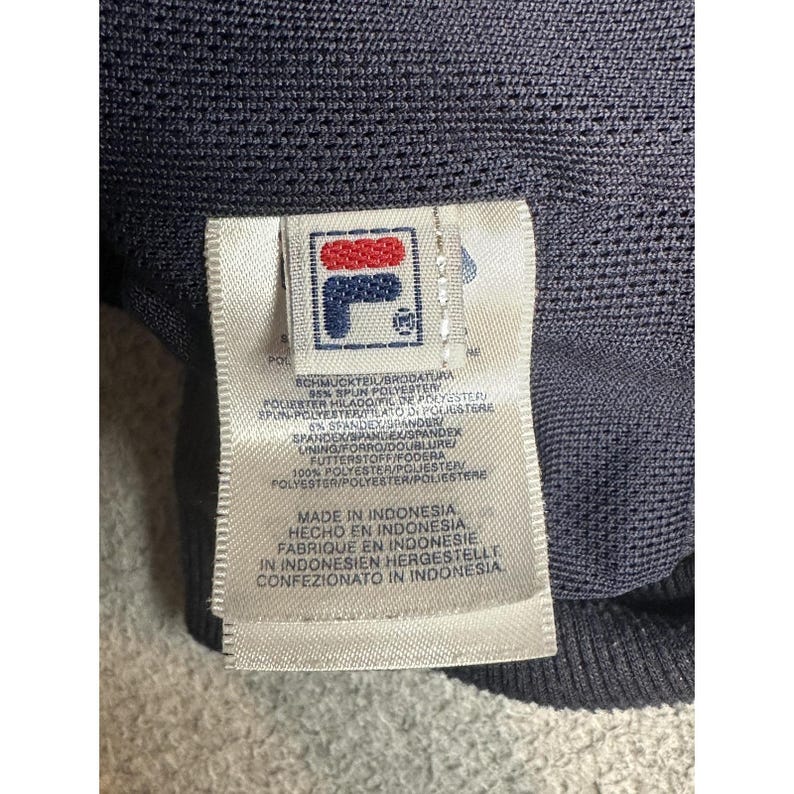 SCHMUCKTEIL/BRODATURA
95% SPUN POLYESTER/
POLYESTER HILADO/FIL DE POLYESTER/
SPUN-POLYESTER/FILATO DI POLIESTERE
5% SPANDEX/SPANDEX/
SPANDEX/SPANDEX/SPANDEX
LINING/FORRO/DOUBLURE/
FUTTERSTOFF/FODERA
100% POLYESTER/POLIESTER/
POLYESTER/POLYESTER/POLIESTERE
MADE IN INDONESIA.
HECHO EN INDONESIA.
FABRIQUE EN INDONESIE
IN INDONESIEN HERGESTELLT.
CONFEZIONATO IN INDONESIA.